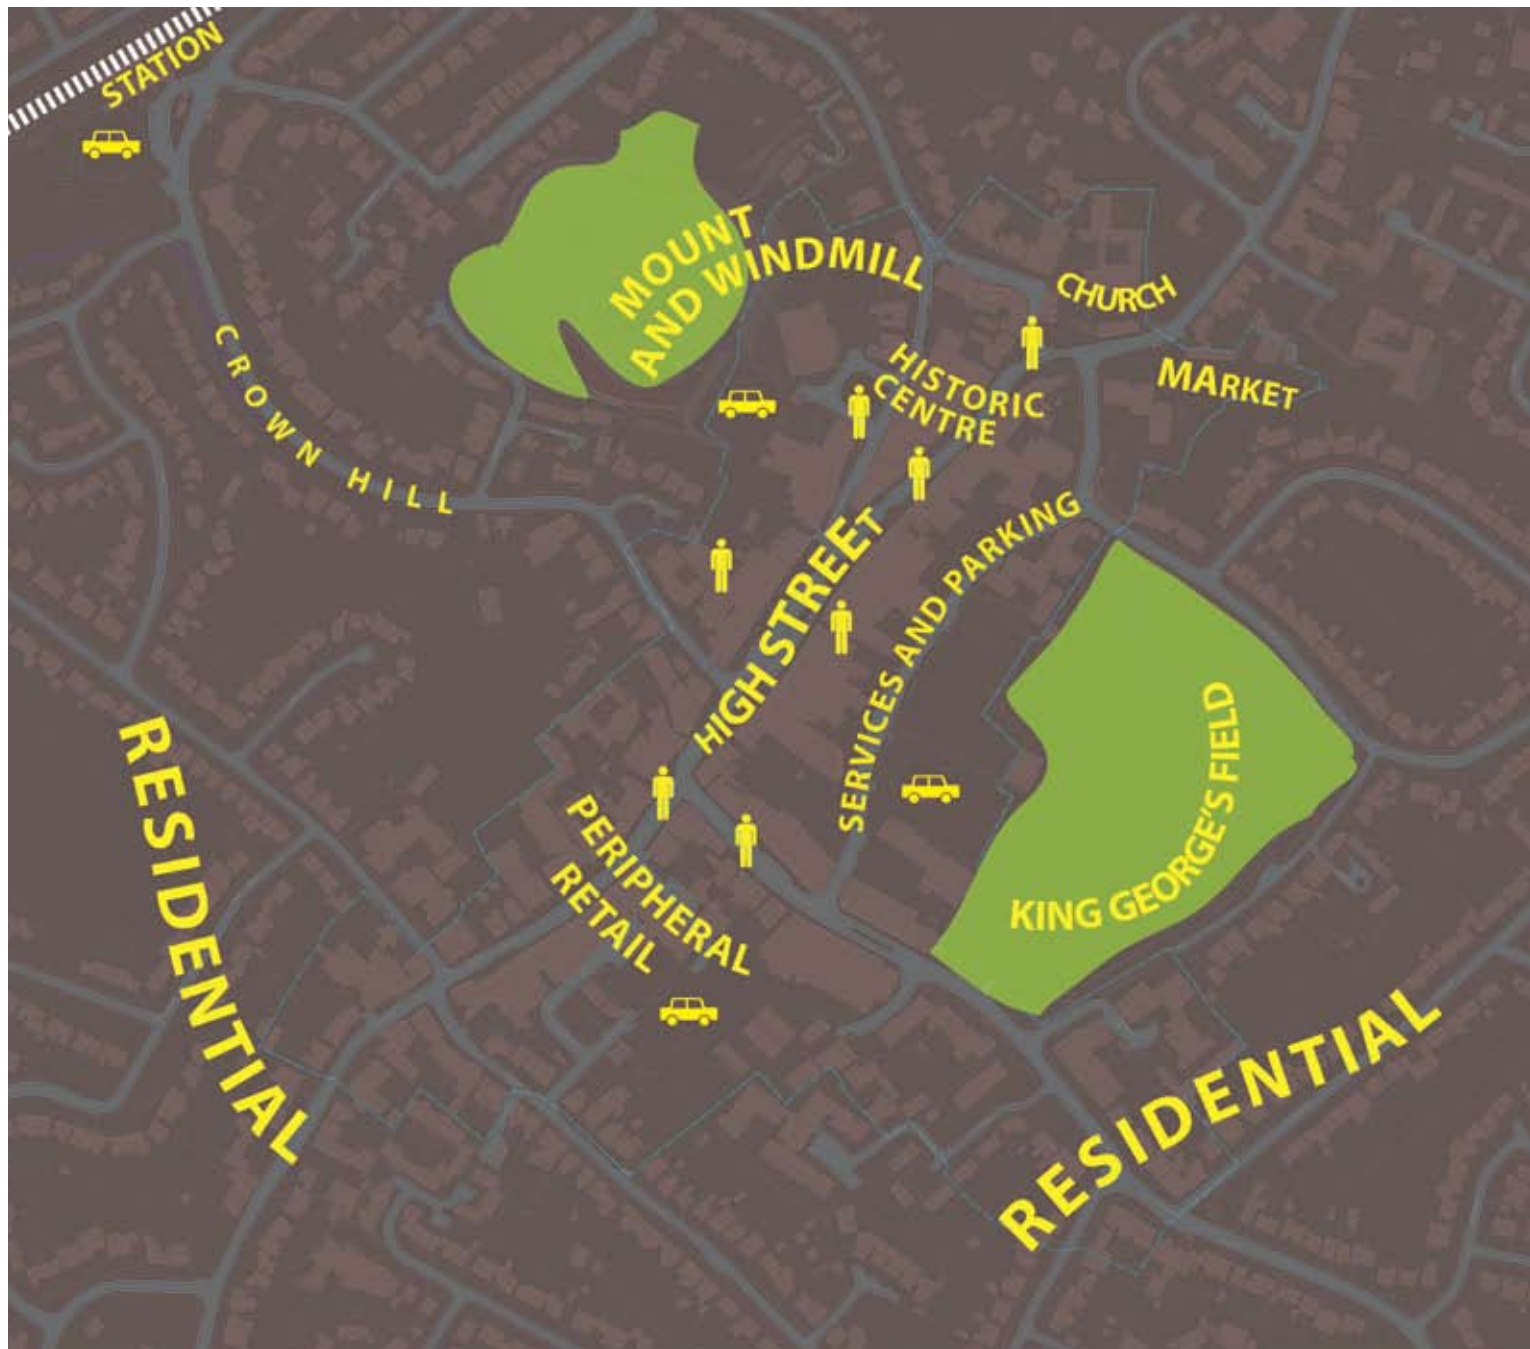 STATION
MOUNT
AND WINDMILL
CHURCH
CROWN HILL
HISTORIC
CENTRE
MARKET
HIGH STREET
SERVICES AND PARKING
RESIDENTIAL
PERIPHERAL
RETAIL
KING GEORGE'S FIELD
RESIDENTIAL